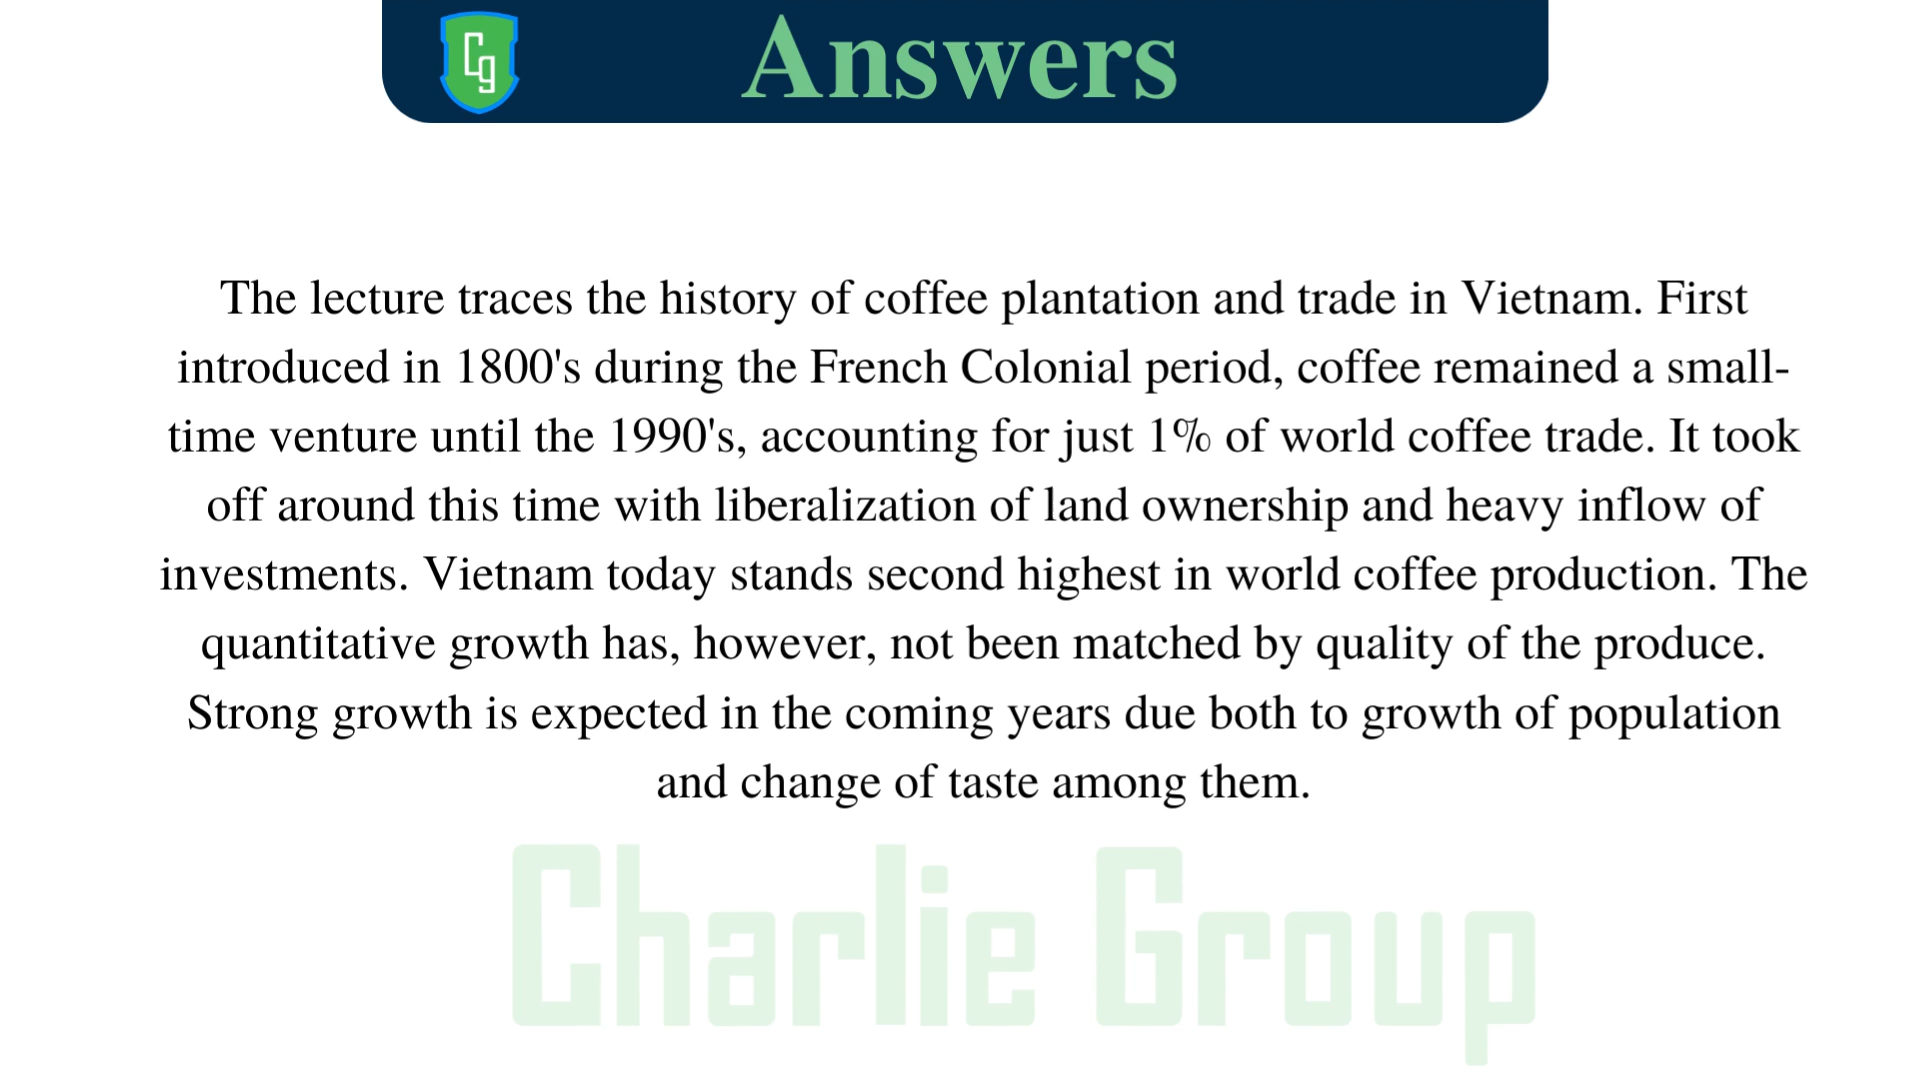 Cg
Answers
The lecture traces the history of coffee plantation and trade in Vietnam. First
introduced in 1800's during the French Colonial period, coffee remained a small-
time venture until the 1990's, accounting for just 1% of world coffee trade. It took
off around this time with liberalization of land ownership and heavy inflow of
investments. Vietnam today stands second highest in world coffee production. The
quantitative growth has, however, not been matched by quality of the produce.
Strong growth is expected in the coming years due both to growth of population
and change of taste among them.
Charlie Group